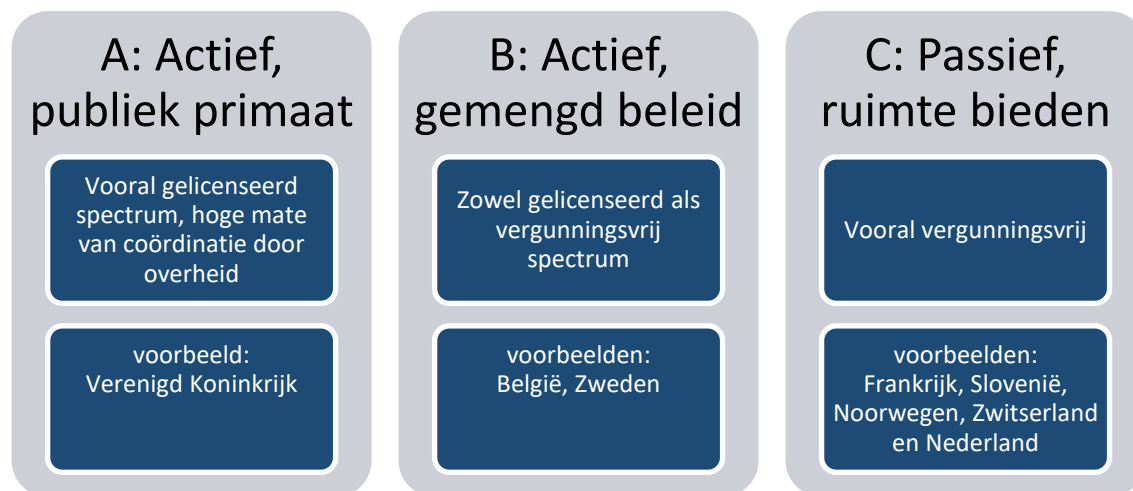 A: Actief,
publiek primaat
Vooral gelicenseerd
spectrum, hoge mate
van coördinatie door
overheid
voorbeeld:
Verenigd Koninkrijk
B: Actief,
gemengd beleid
Zowel gelicenseerd als
vergunningsvrij
spectrum
voorbeelden:
België, Zweden
C: Passief,
ruimte bieden
Vooral vergunningsvrij
voorbeelden:
Frankrijk, Slovenië,
Noorwegen, Zwitserland
en Nederland